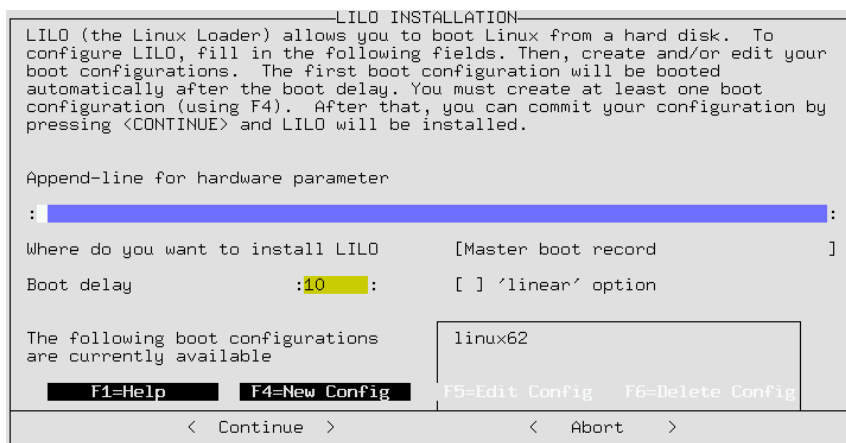 LILO INSTALLATION
LILO (the Linux Loader) allows you to boot Linux from a hard disk.  To
configure LILO, fill in the following fields. Then, create and/or edit your
boot configurations.  The first boot configuration will be booted
automatically after the boot delay. You must create at least one boot
configuration (using F4).  After that, you can commit your configuration by
pressing <CONTINUE> and LILO will be installed.
Append-line for hardware parameter
: :
Where do you want to install LILO [Master boot record ]
Boot delay :10 : [ ] 'linear' option
The following boot configurations
are currently available
linux62
F1=Help F4=New Config F5=Edit Config F6=Delete Config
< Continue > < Abort >